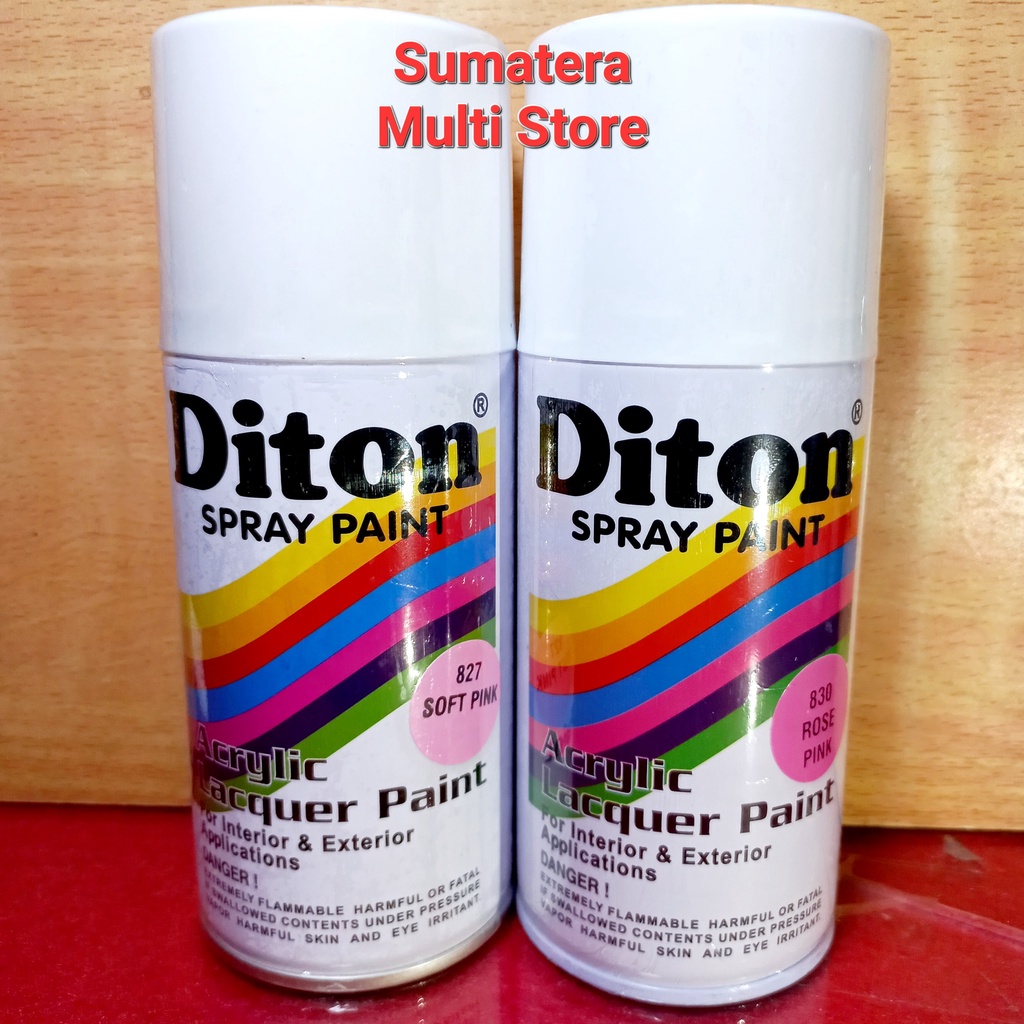 Sumatera
Multi Store
Diton®
SPRAY PAINT
827
SOFT PINK
Acrylic
Lacquer Paint
For Interior & Exterior
Applications
DANGER !
EXTREMELY FLAMMABLE HARMFUL OR FATAL
IF SWALLOWED CONTENTS UNDER PRESSURE
VAPOR HARMFUL SKIN AND EYE IRRITANT.
Diton®
SPRAY PAINT
830
ROSE
PINK
Acrylic
Lacquer Paint
For Interior & Exterior
Applications
DANGER !
EXTREMELY FLAMMABLE HARMFUL OR FATAL
IF SWALLOWED CONTENTS UNDER PRESSURE
VAPOR HARMFUL SKIN AND EYE IRRITANT.